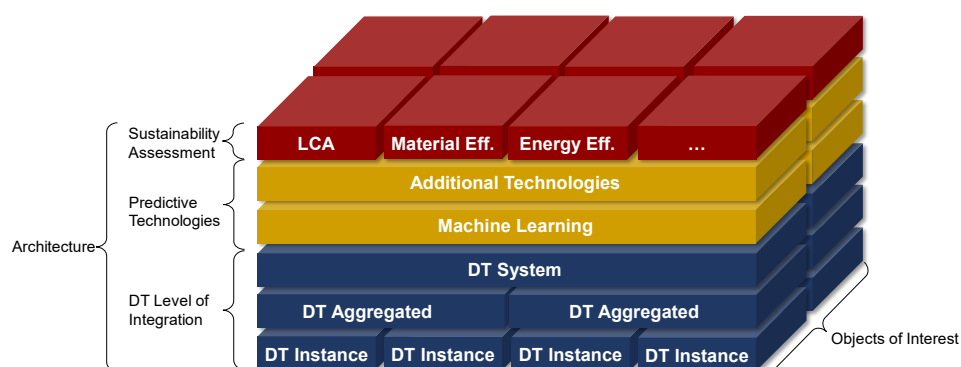 Sustainability
Assessment
LCA
Material Eff.
Energy Eff.
...
Additional Technologies
Predictive
Technologies
Machine Learning
Architecture
DT System
DT Level of
Integration
DT Aggregated
DT Aggregated
Objects of Interest
DT Instance
DT Instance
DT Instance
DT Instance